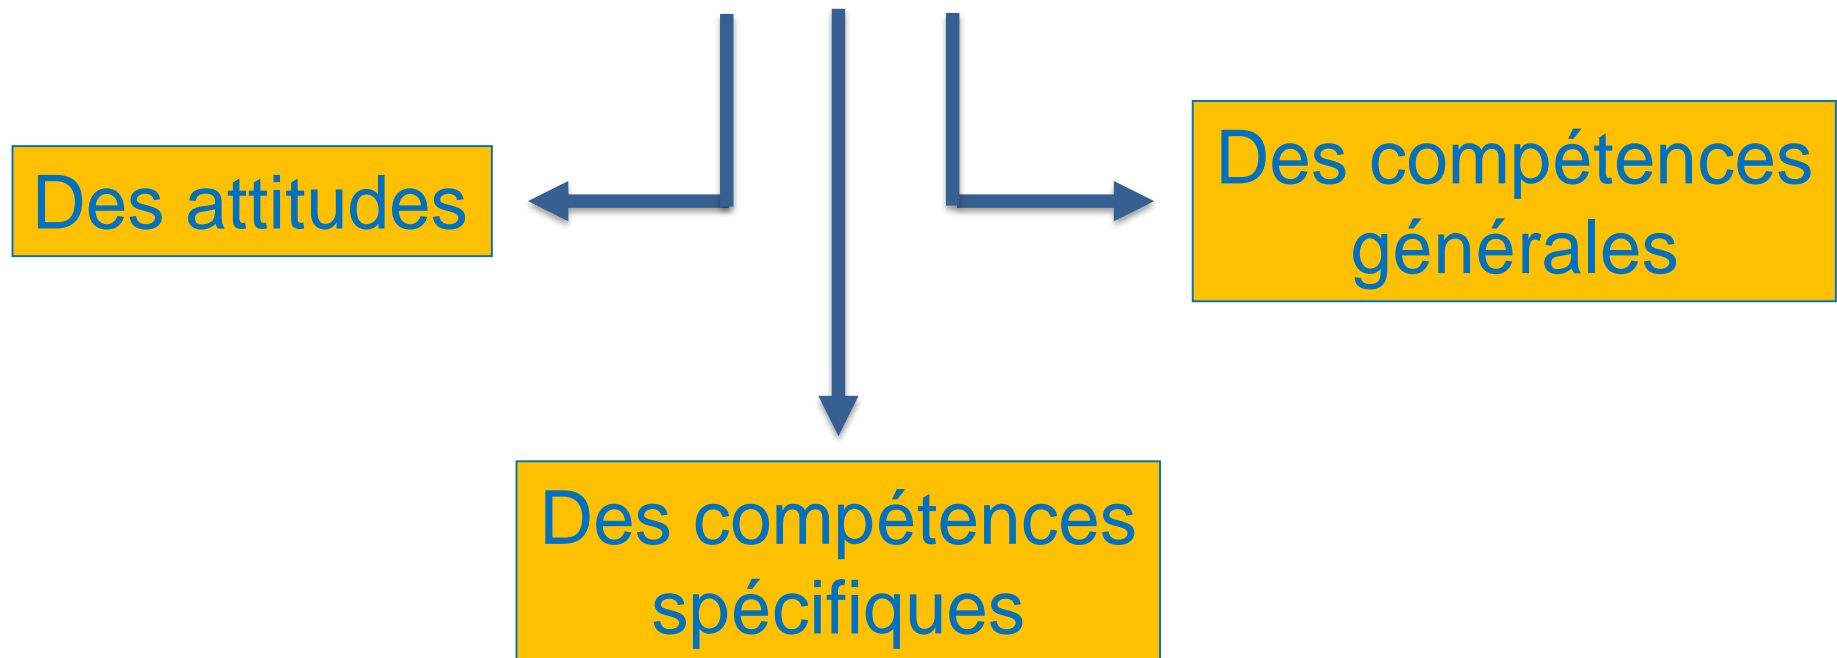 Des attitudes
Des compétences
générales
Des compétences
spécifiques